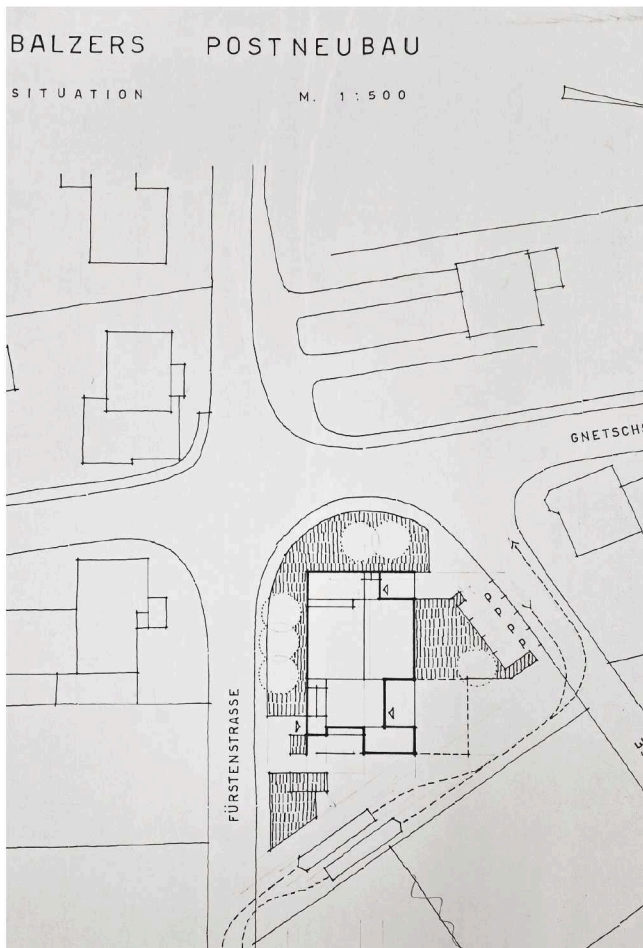 BALZERS POSTNEUBAU
SITUATION M. 1:500
GNETSCH
FÜRSTENSTRASSE
P
P
P
P